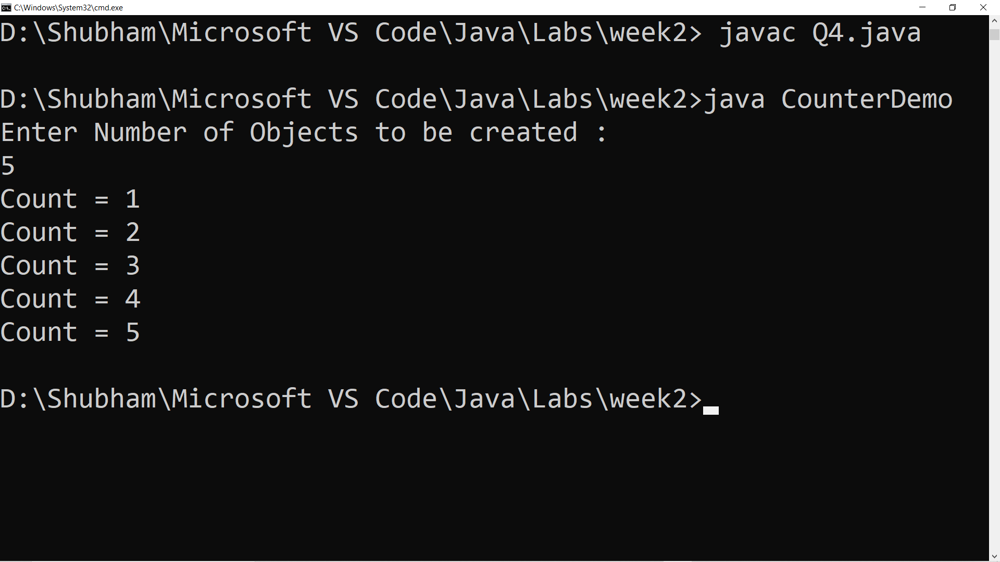 C:\Windows\System32\cmd.exe
D:\Shubham\Microsoft VS Code\Java\Labs\week2> javac Q4.java
D:\Shubham\Microsoft VS Code\Java\Labs\week2>java CounterDemo
Enter Number of Objects to be created :
5
Count = 1
Count = 2
Count = 3
Count = 4
Count = 5
D:\Shubham\Microsoft VS Code\Java\Labs\week2>